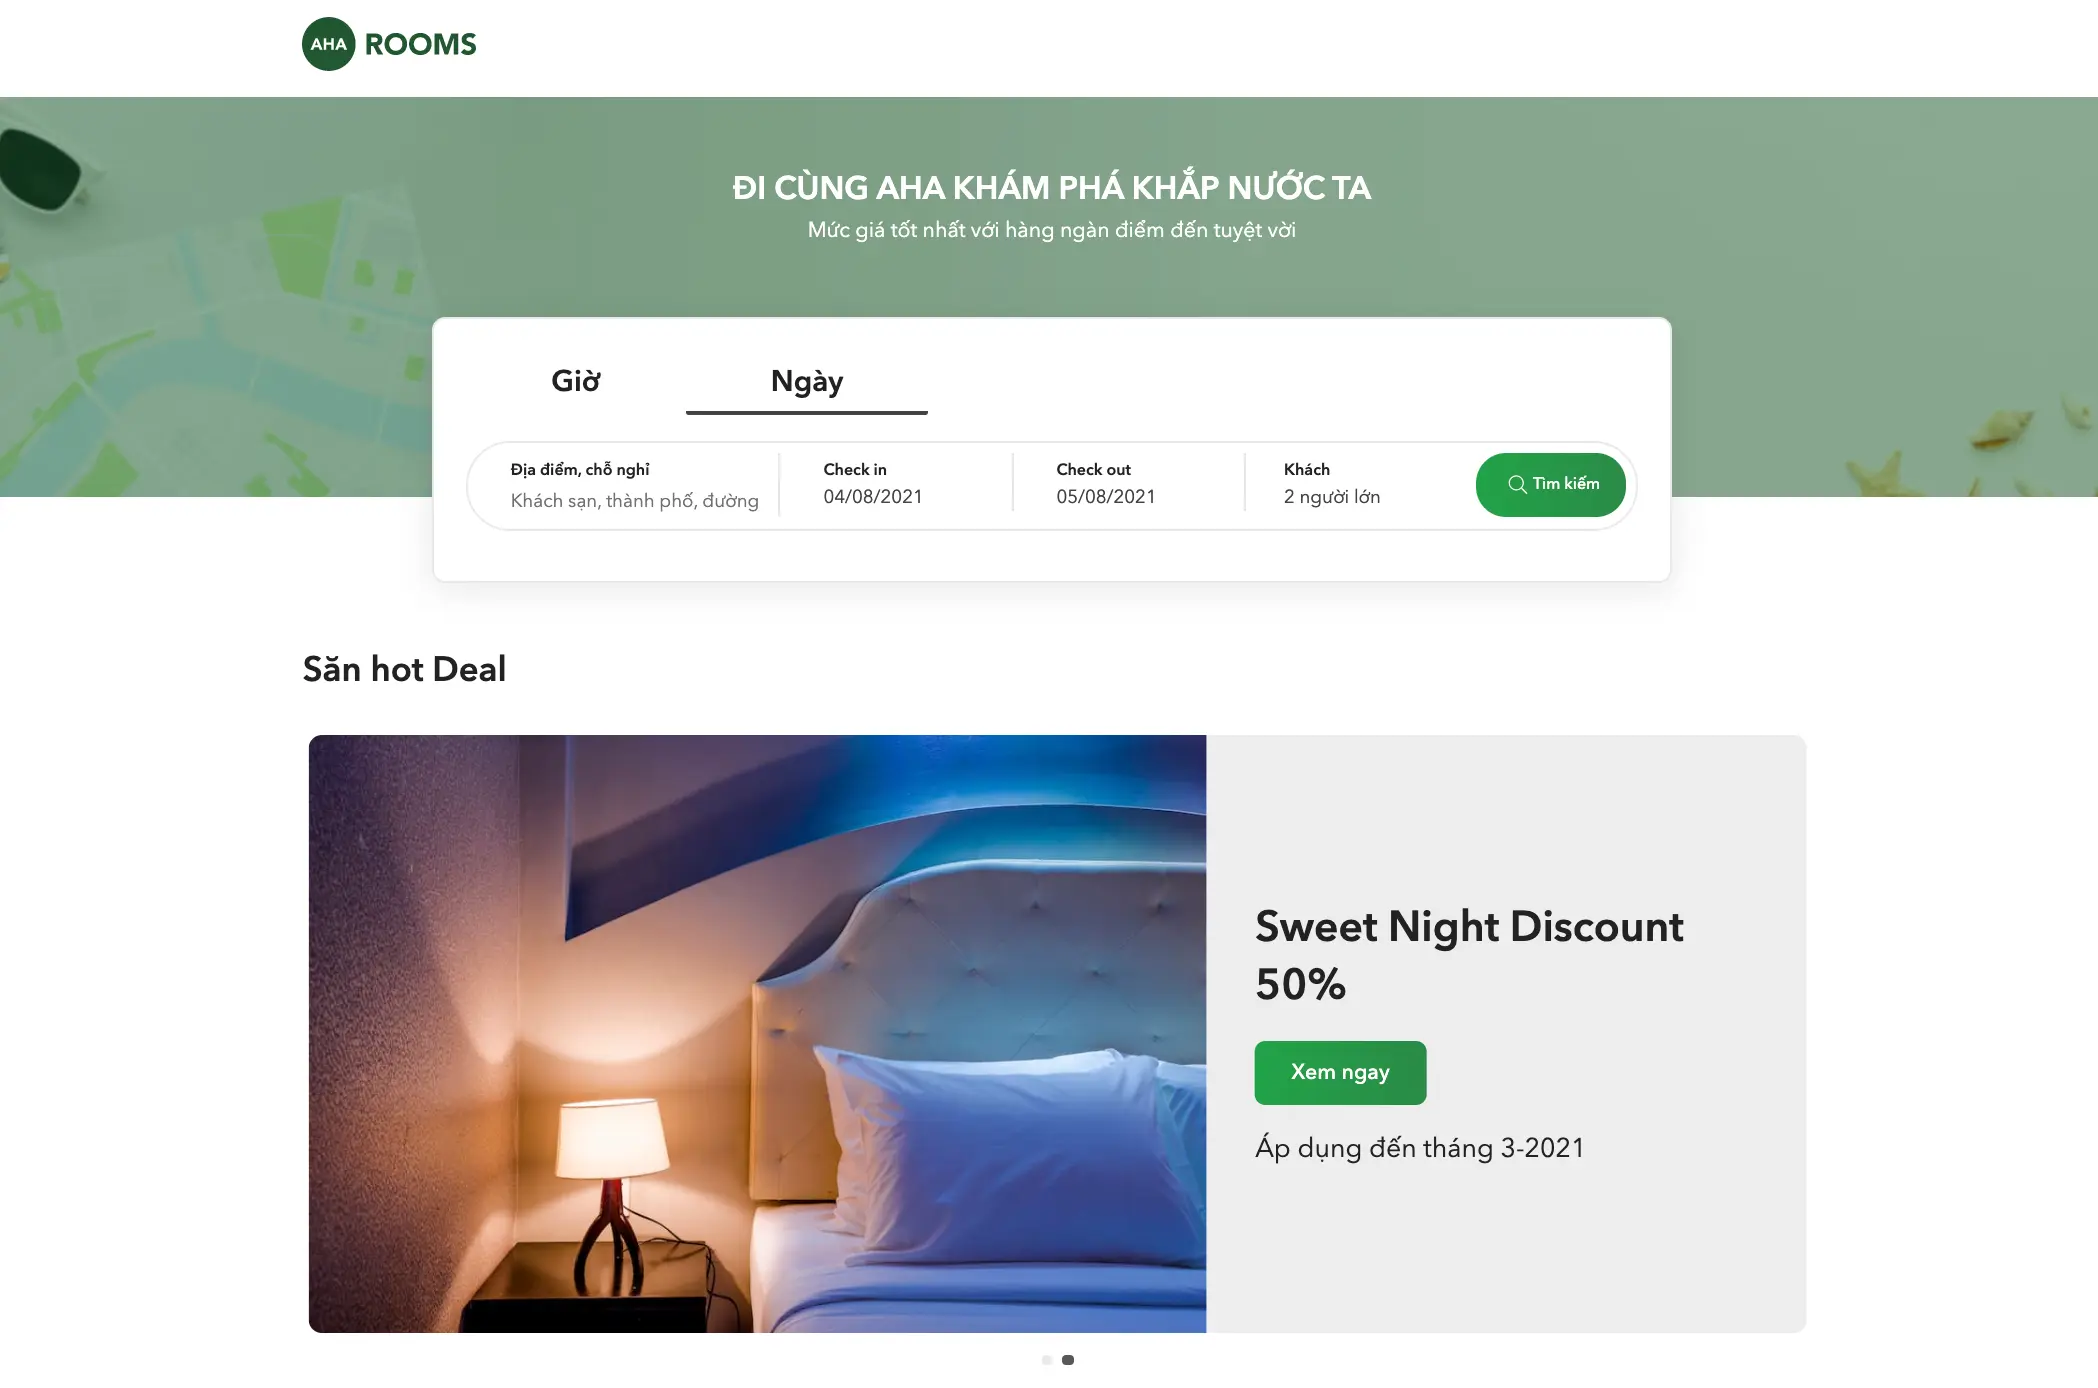 AHA ROOMS
ĐI CÙNG AHA KHÁM PHÁ KHẮP NƯỚC TA
Mức giá tốt nhất với hàng ngàn điểm đến tuyệt vời
Giờ
Ngày
Địa điểm, chỗ nghỉ
Khách sạn, thành phố, đường
Check in
04/08/2021
Check out
05/08/2021
Khách
2 người lớn
Tìm kiếm
Săn hot Deal
Sweet Night Discount
50%
Xem ngay
Áp dụng đến tháng 3-2021